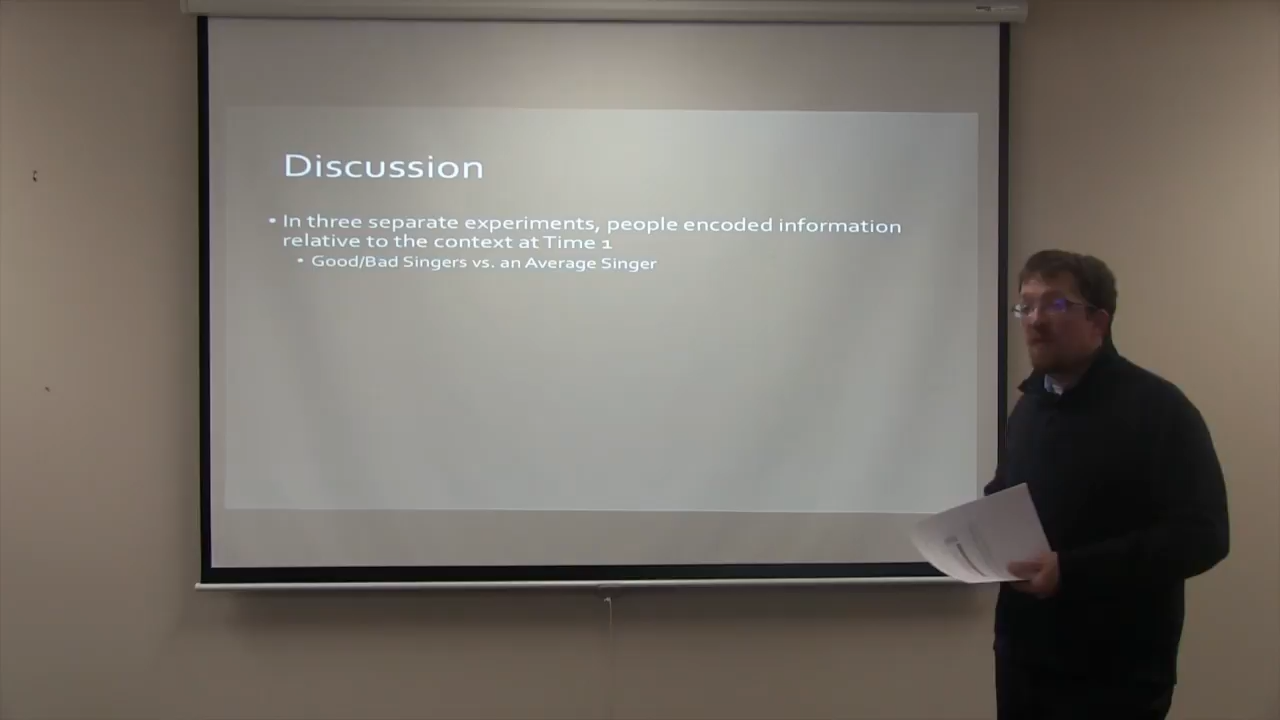 Discussion
• In three separate experiments, people encoded information
relative to the context at Time 1
• Good/Bad Singers vs. an Average Singer